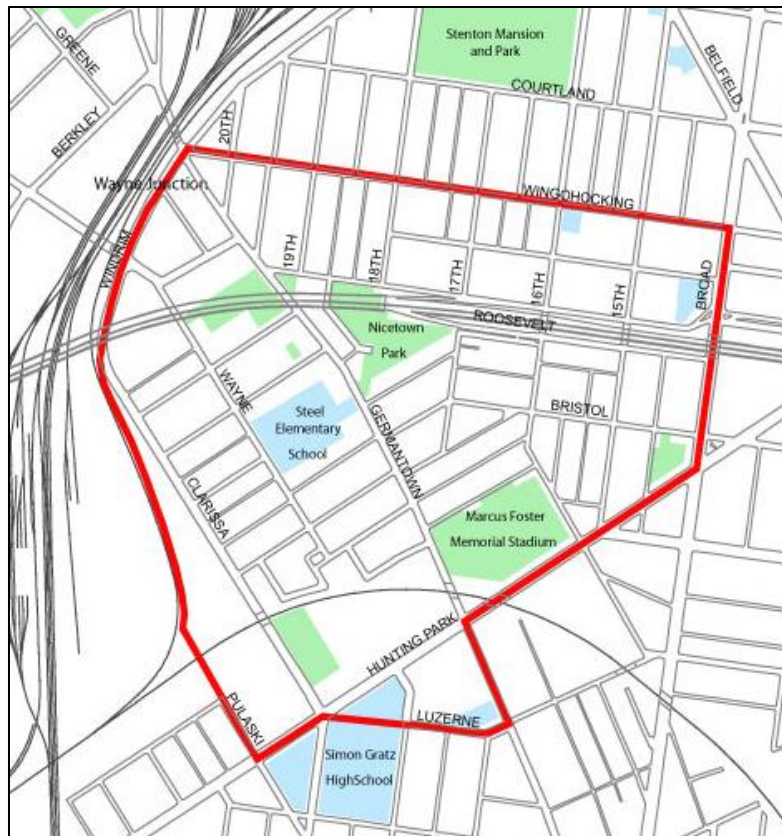 GREENE
Stenton Mansion
and Park
BELFIELD
COURTLAND
BERKLEY
20TH
Wayne Junction
WINGOHOCKING
WINDRIM
19TH
18TH
17TH
16TH
15TH
BROAD
ROOSEVELT
Nicetown
Park
WAYNE
Steel
Elementary
School
GERMANTOWN
BRISTOL
CLARISSA
Marcus Foster
Memorial Stadium
HUNTING PARK
PULASKI
LUZERNE
Simon Gratz
HighSchool